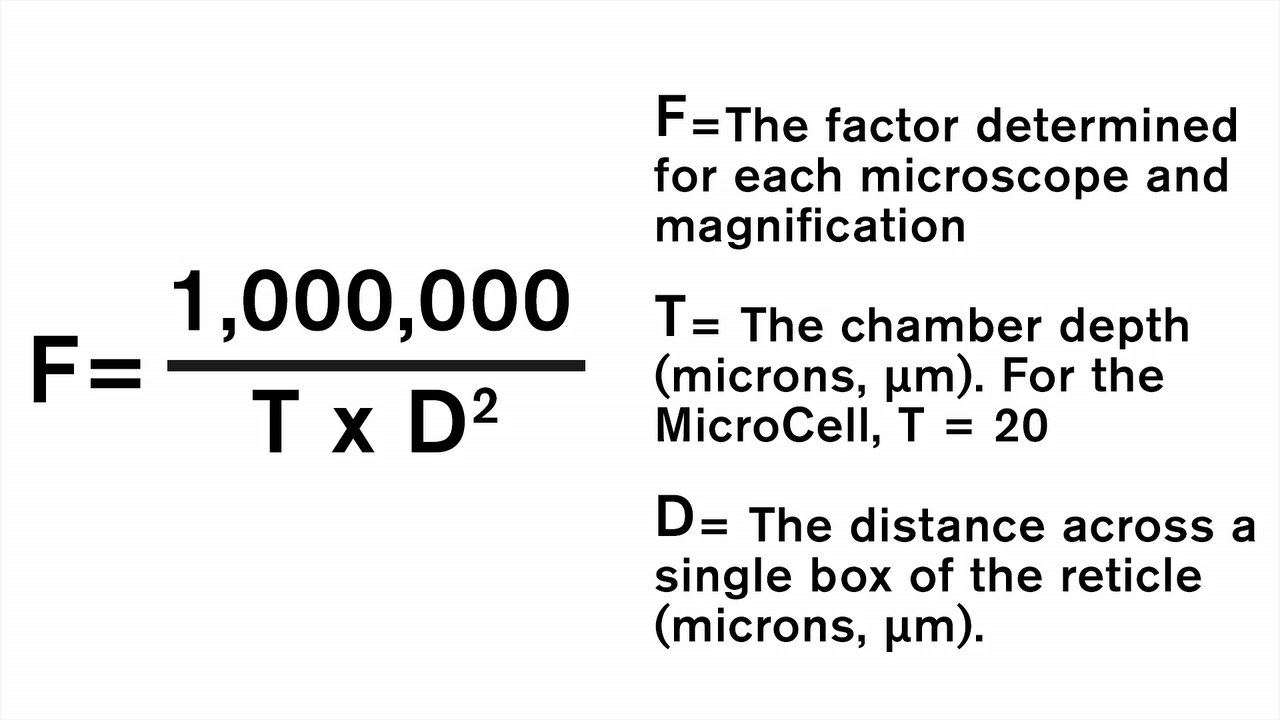 F= 1,000,000
T x D²
F=The factor determined
for each microscope and
magnification
T= The chamber depth
(microns, µm). For the
MicroCell, T = 20
D= The distance across a
single box of the reticle
(microns, µm).